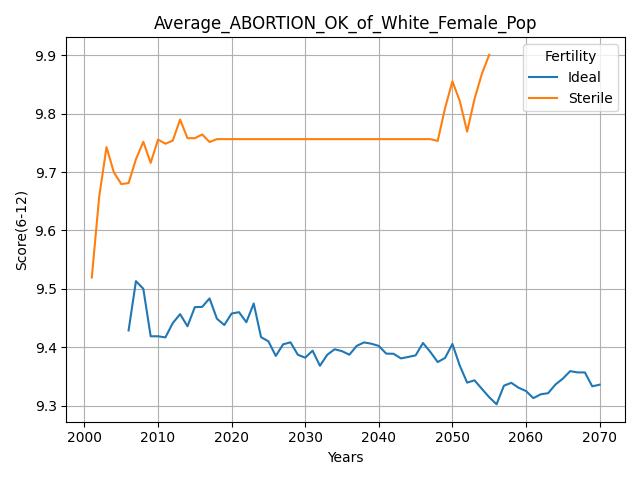 Average_ABORTION_OK_of_White_Female_Pop
Fertility
Ideal
Sterile
Score(6-12)
9.9
9.8
9.7
9.6
9.5
9.4
9.3
2000 2010 2020 2030 2040 2050 2060 2070
Years